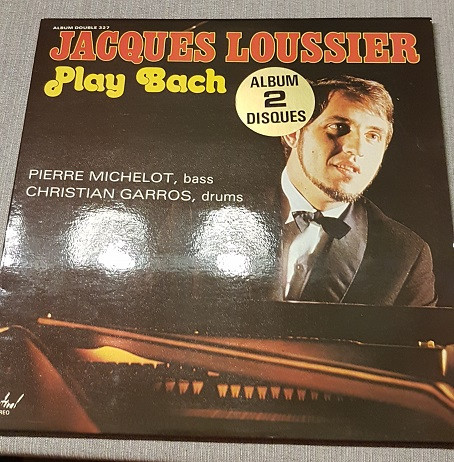 ALBUM DOUBLE 337
JACQUES LOUSSIER
Play Bach
ALBUM
2
DISQUES
PIERRE MICHELOT, bass
CHRISTIAN GARROS, drums